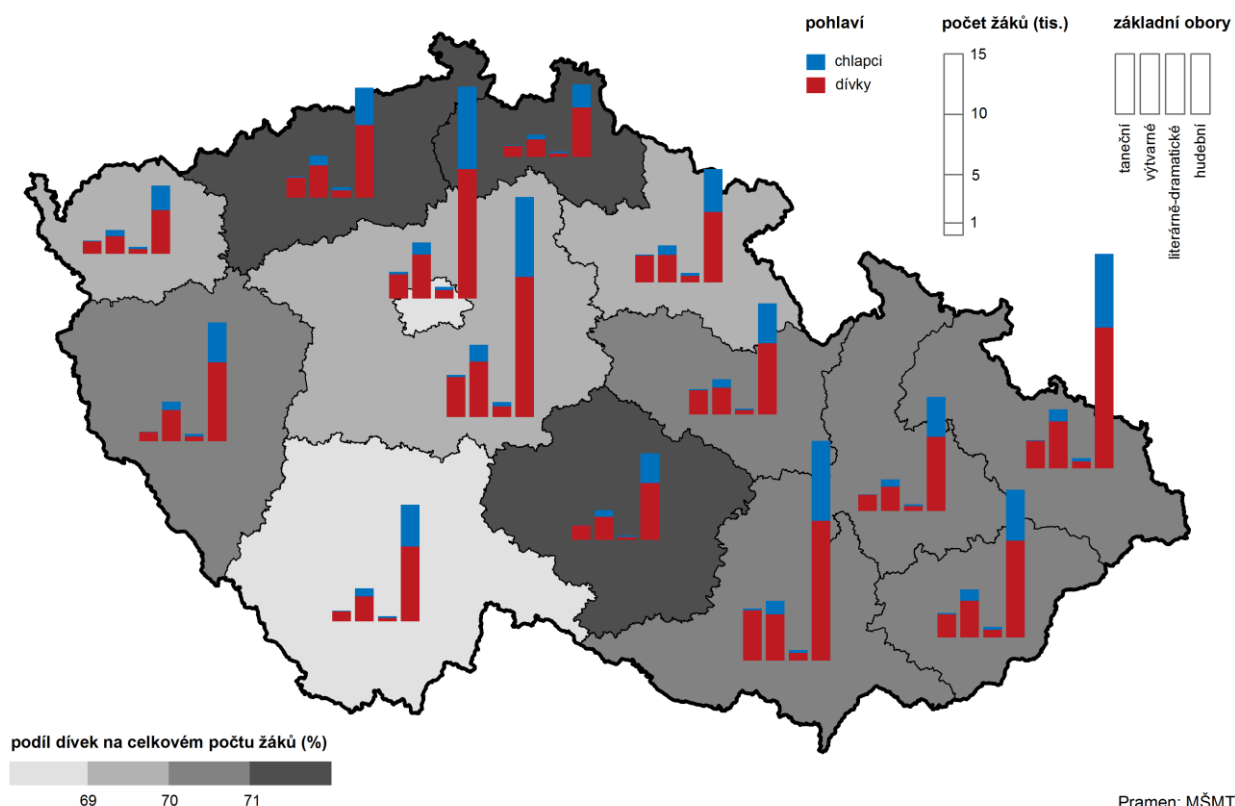 pohlaví
chlapci
dívky
počet žáků (tis.)
15
10
5
1
základní obory
taneční
výtvarné
literárně-dramatické
hudební
podíl dívek na celkovém počtu žáků (%)
69
70
71
Pramen: MŠMT